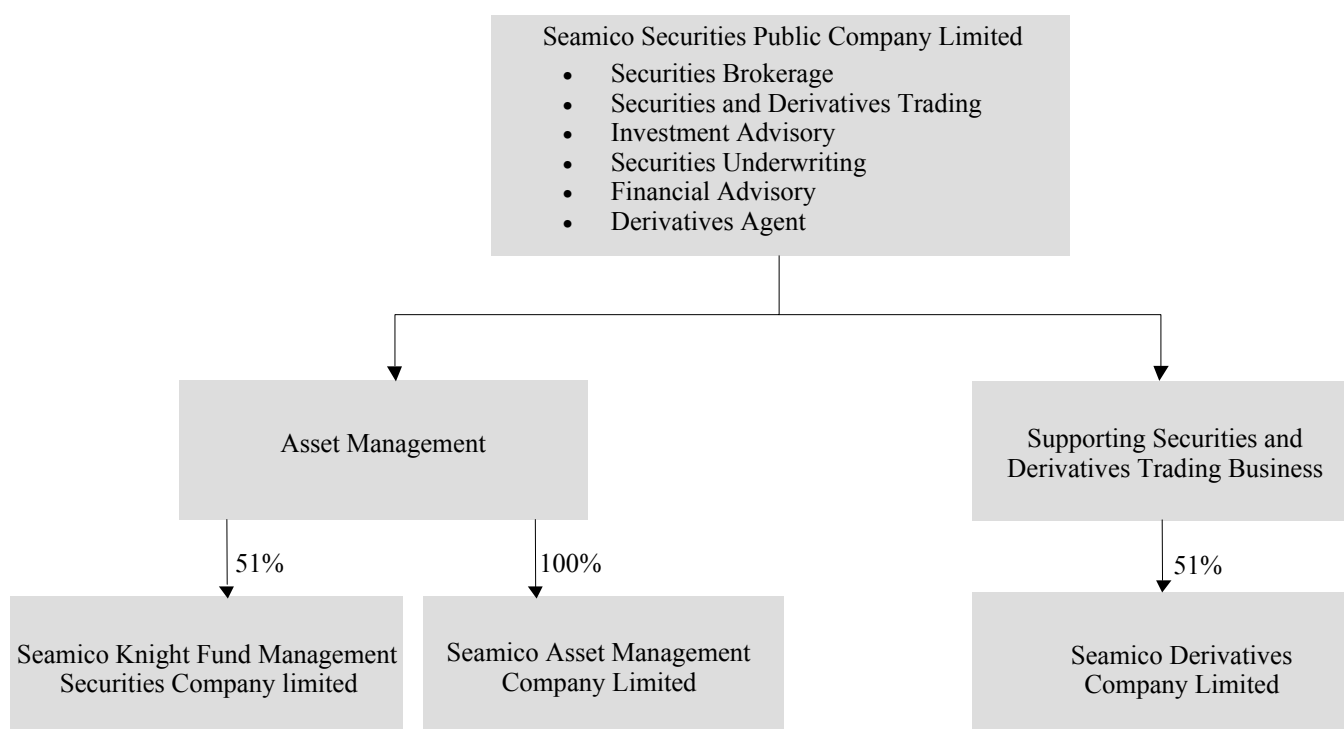 Seamico Securities Public Company Limited
• Securities Brokerage
• Securities and Derivatives Trading
• Investment Advisory
• Securities Underwriting
• Financial Advisory
• Derivatives Agent
Asset Management
Supporting Securities and
Derivatives Trading Business
51%
100%
51%
Seamico Knight Fund Management
Securities Company limited
Seamico Asset Management
Company Limited
Seamico Derivatives
Company Limited